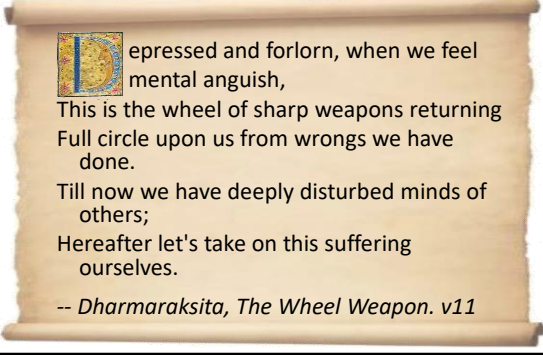 Depressed and forlorn, when we feel
mental anguish,
This is the wheel of sharp weapons returning
Full circle upon us from wrongs we have
done.
Till now we have deeply disturbed minds of
others;
Hereafter let's take on this suffering
ourselves.
-- Dharmaraksita, The Wheel Weapon. v11